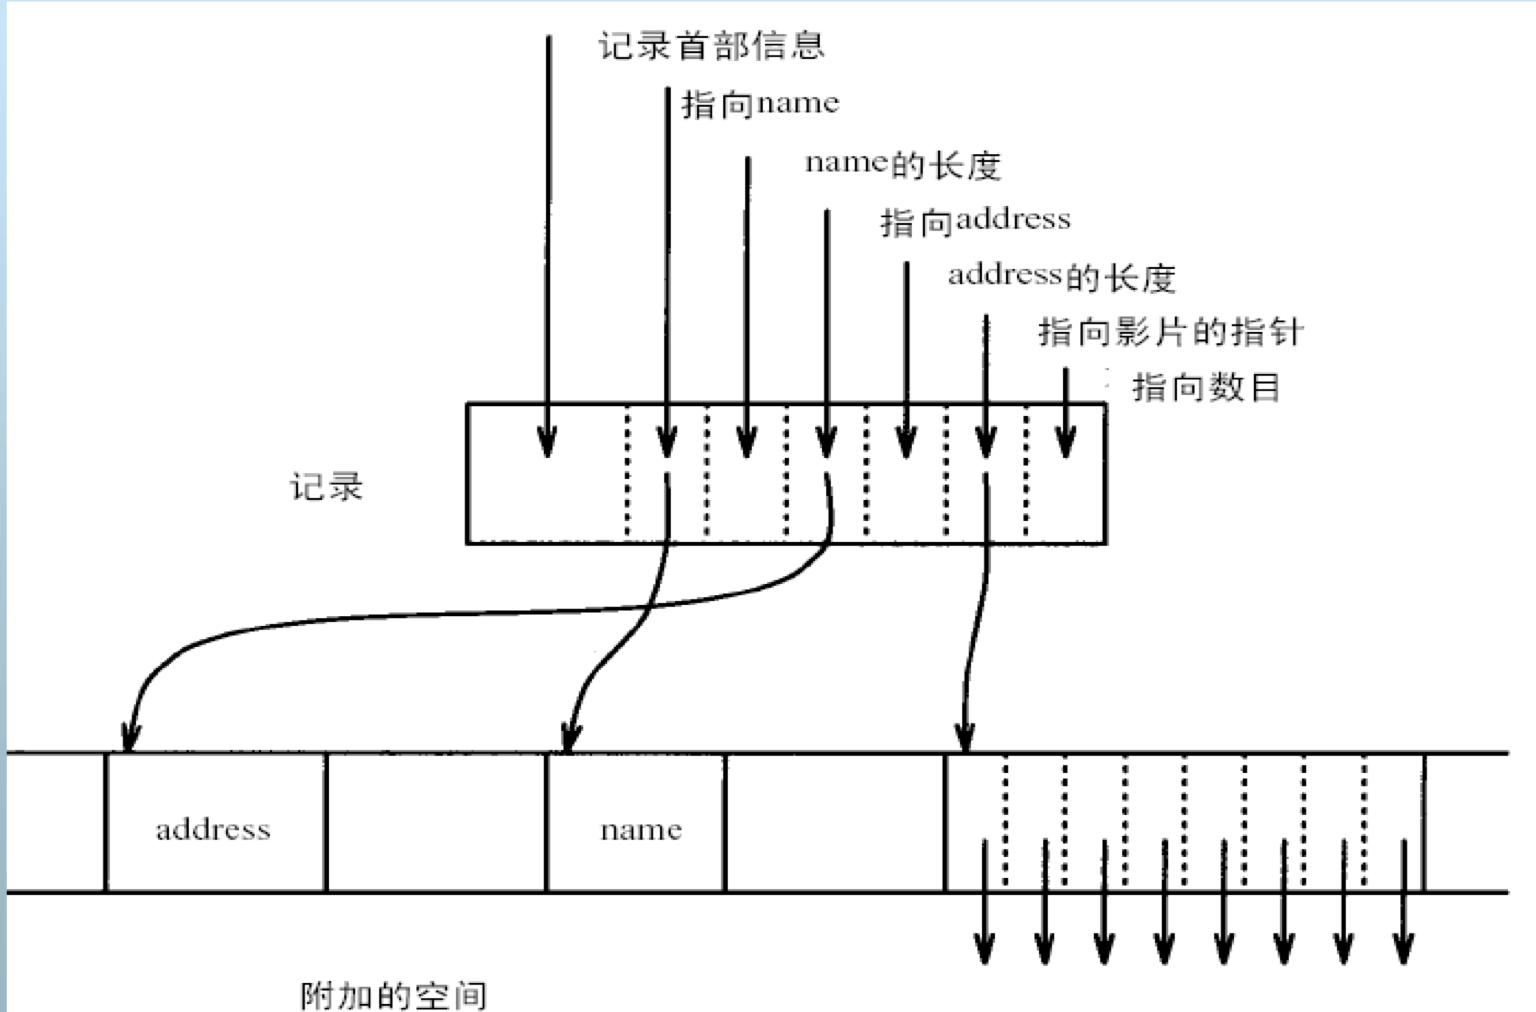 记录首部信息
指向name
name的长度
指向address
address的长度
指向影片的指针
指向数目
记录
address
name
附加的空间